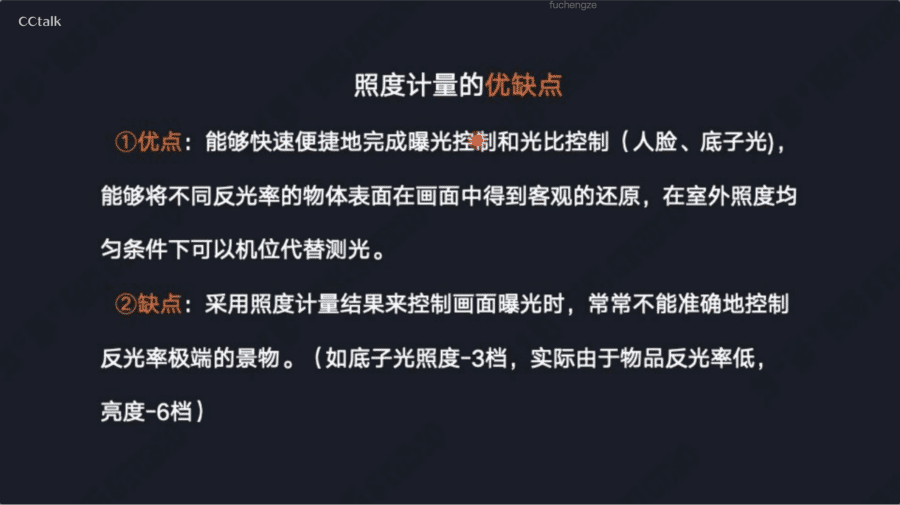 fuchengze
CCtalk
照度计量的优缺点
①优点：能够快速便捷地完成曝光控制和光比控制（人脸、底子光)，
能够将不同反光率的物体表面在画面中得到客观的还原，在室外照度均
匀条件下可以机位代替测光。
②缺点：采用照度计量结果来控制画面曝光时，常常不能准确地控制
反光率极端的景物。（如底子光照度-3档，实际由于物品反光率低，
亮度-6档）